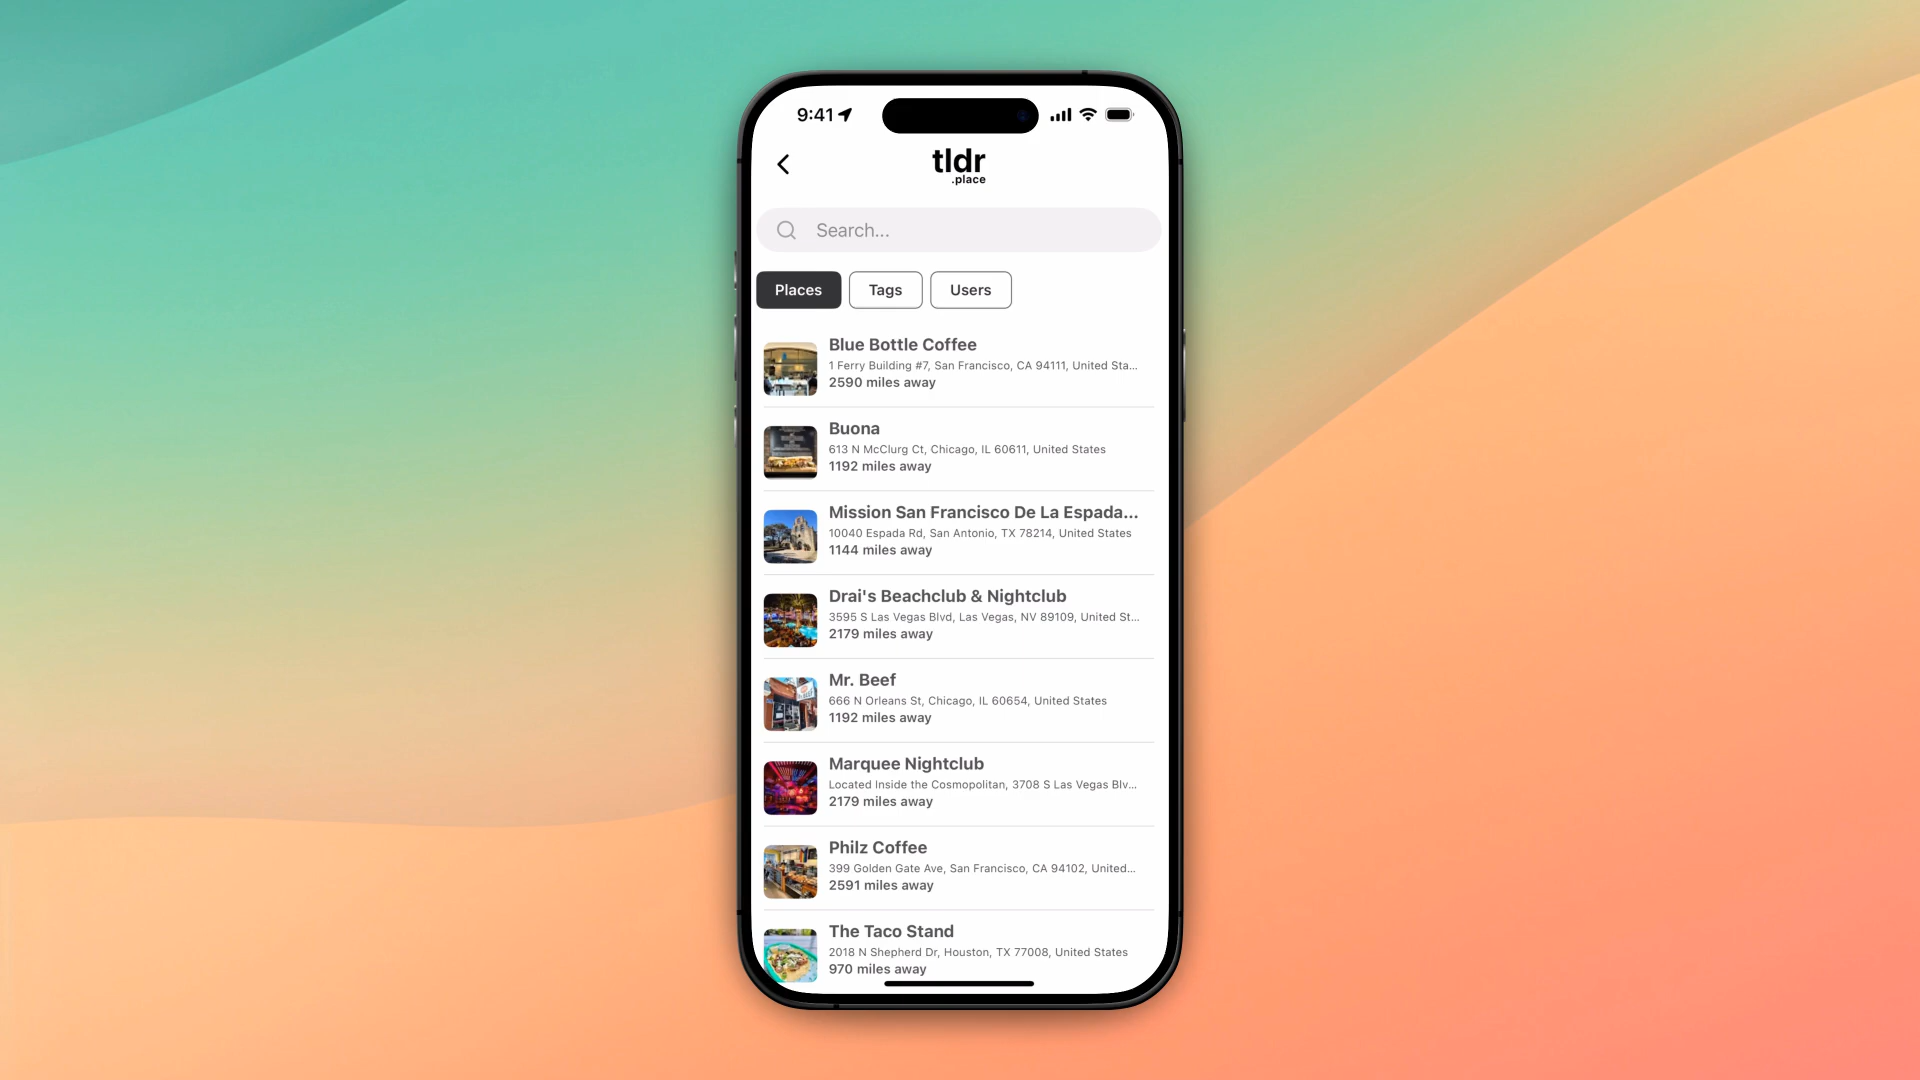 9:41
tldr
.place
Search...
Places
Tags
Users
Blue Bottle Coffee
1 Ferry Building #7, San Francisco, CA 94111, United Sta...
2590 miles away
Buona
613 N McClurg Ct, Chicago, IL 60611, United States
1192 miles away
Mission San Francisco De La Espada...
10040 Espada Rd, San Antonio, TX 78214, United States
1144 miles away
Drai's Beachclub & Nightclub
3595 S Las Vegas Blvd, Las Vegas, NV 89109, United St...
2179 miles away
Mr. Beef
666 N Orleans St, Chicago, IL 60654, United States
1192 miles away
Marquee Nightclub
Located Inside the Cosmopolitan, 3708 S Las Vegas Blv...
2179 miles away
Philz Coffee
399 Golden Gate Ave, San Francisco, CA 94102, United...
2591 miles away
The Taco Stand
2018 N Shepherd Dr, Houston, TX 77008, United States
970 miles away